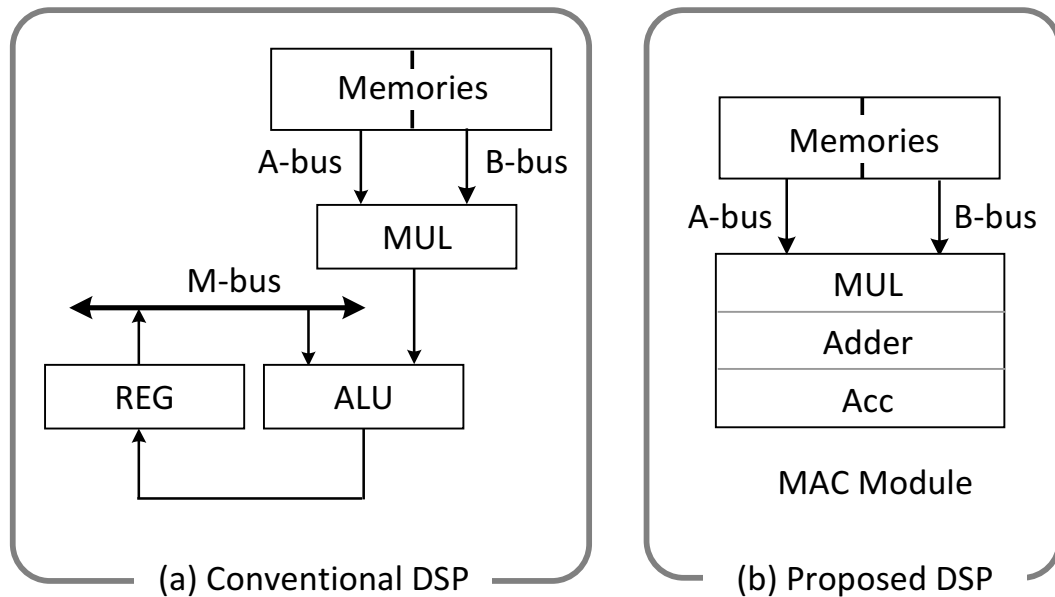 Memories
A-bus
B-bus
MUL
M-bus
REG
ALU
(a) Conventional DSP
Memories
A-bus
B-bus
MUL
Adder
Acc
MAC Module
(b) Proposed DSP